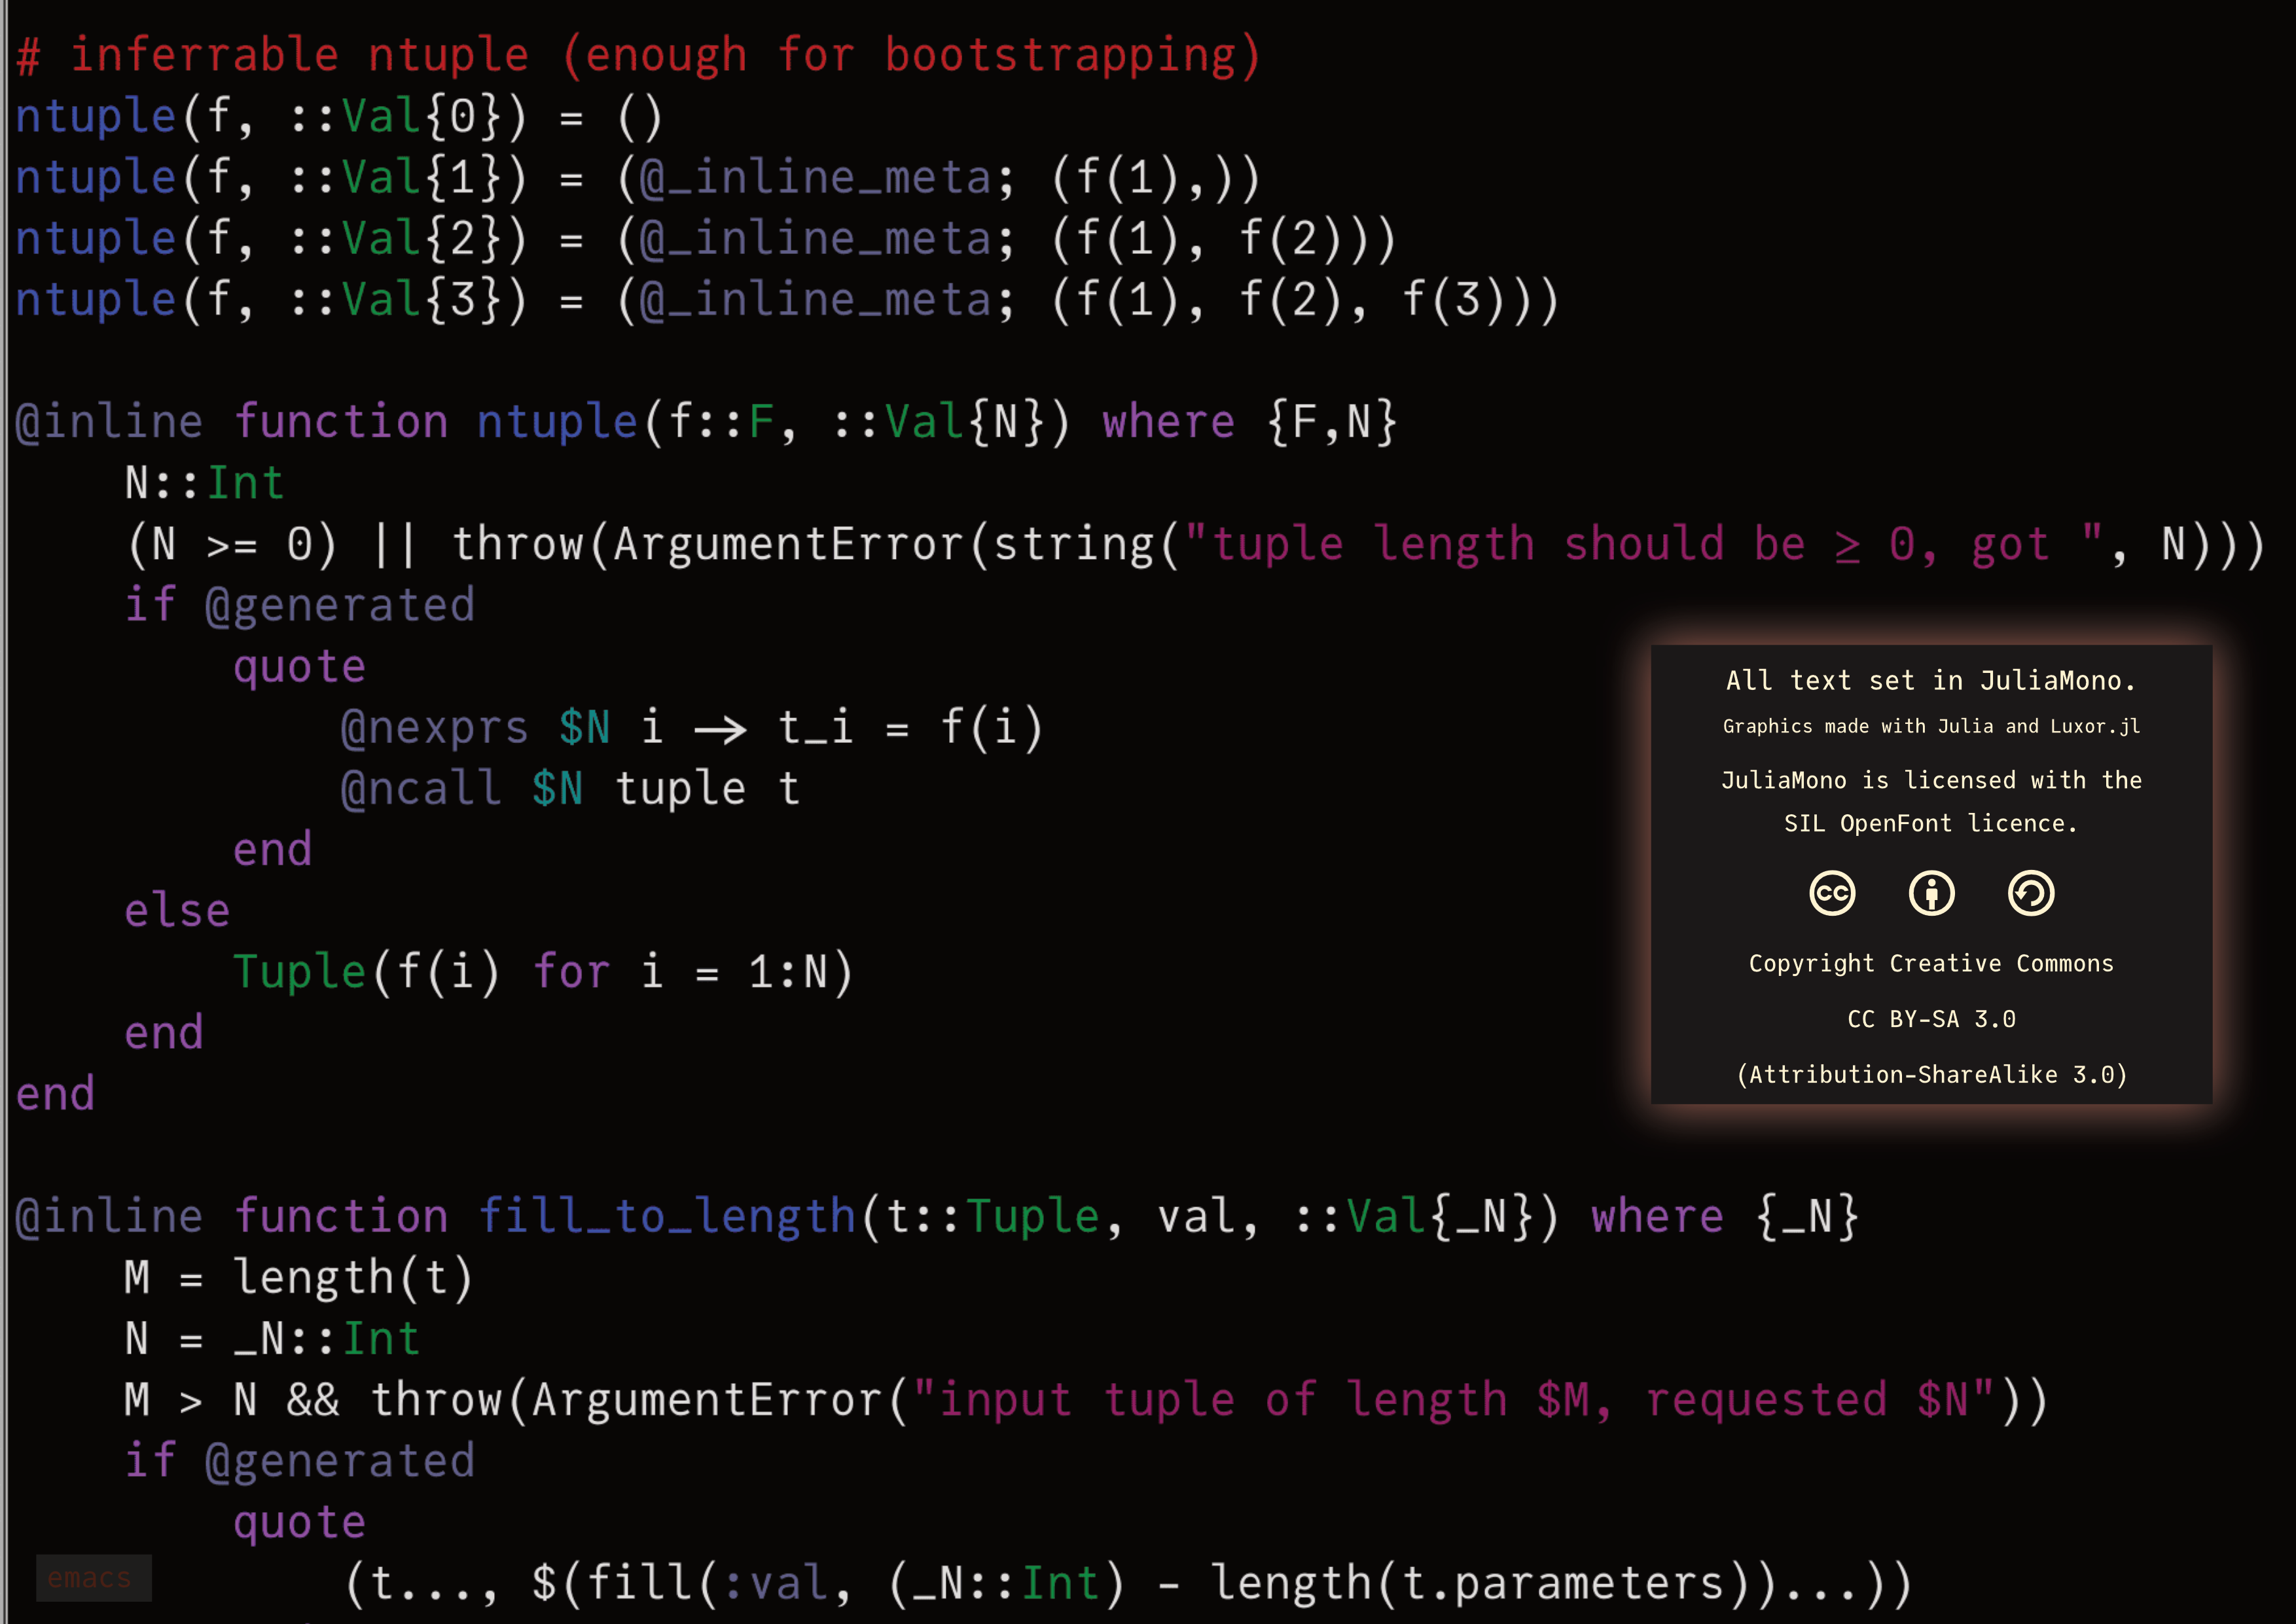 # inferrable ntuple (enough for bootstrapping)
ntuple(f, ::Val{0}) = ()
ntuple(f, ::Val{1}) = (@_inline_meta; (f(1),))
ntuple(f, ::Val{2}) = (@_inline_meta; (f(1), f(2)))
ntuple(f, ::Val{3}) = (@_inline_meta; (f(1), f(2), f(3)))
@inline function ntuple(f::F, ::Val{N}) where {F,N}
    N::Int
    (N >= 0) || throw(ArgumentError(string("tuple length should be ≥ 0, got ", N)))
    if @generated
        quote
            @nexprs $N i → t_i = f(i)
            @ncall $N tuple t
        end
    else
        Tuple(f(i) for i = 1:N)
    end
end
@inline function fill_to_length(t::Tuple, val, ::Val{_N}) where {_N}
    M = length(t)
    N = _N::Int
    M > N && throw(ArgumentError("input tuple of length $M, requested $N"))
    if @generated
        quote
            (t..., $(fill(:val, (_N::Int) - length(t.parameters))...))
emacs
All text set in JuliaMono.
Graphics made with Julia and Luxor.jl
JuliaMono is licensed with the
SIL OpenFont licence.
Copyright Creative Commons
CC BY-SA 3.0
(Attribution-ShareAlike 3.0)